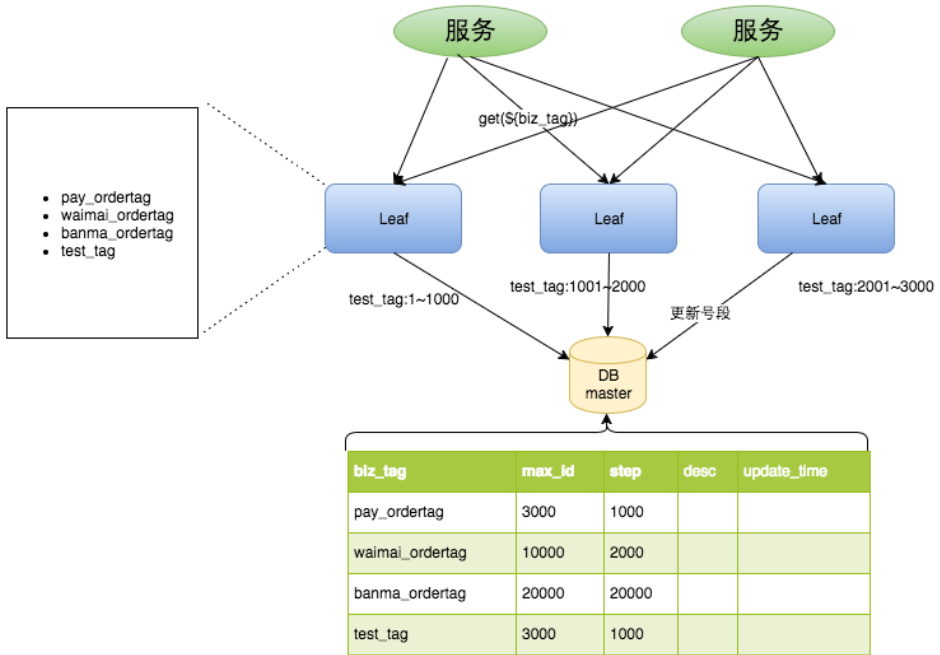 服务
服务
get(${biz_tag})
pay_ordertag
waimai_ordertag
banma_ordertag
test_tag
Leaf
Leaf
Leaf
test_tag:1~1000
test_tag:1001~2000
test_tag:2001~3000
更新号段
DB
master
biz_tag max_id step desc update_time
pay_ordertag 3000 1000
waimai_ordertag 10000 2000
banma_ordertag 20000 20000
test_tag 3000 1000